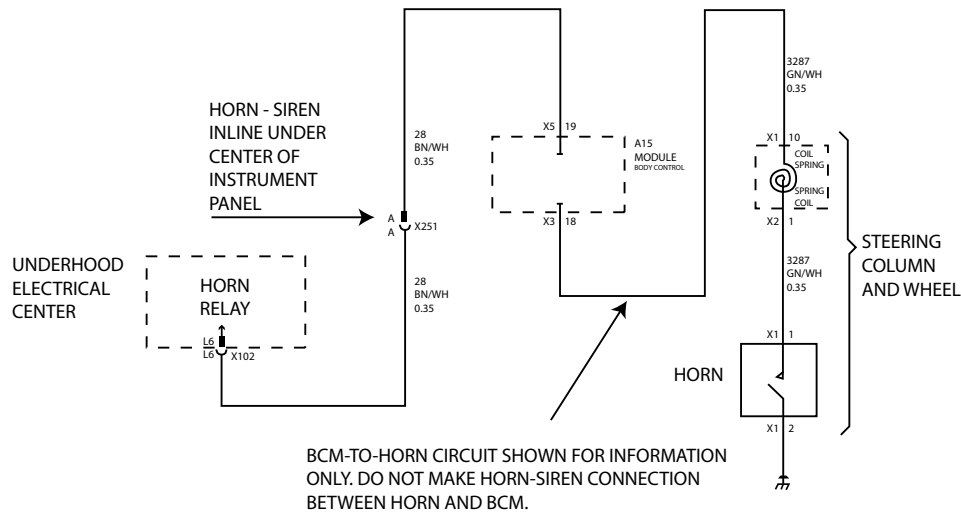 HORN - SIREN
INLINE UNDER
CENTER OF
INSTRUMENT
PANEL
28
BN/WH
0.35
A
A
X251
28
BN/WH
0.35
UNDERHOOD
ELECTRICAL
CENTER
HORN
RELAY
L6
L6
X102
X5 19
A15
MODULE
BODY CONTROL
X3 18
3287
GN/WH
0.35
X1 10
COIL
SPRING
SPRING
COIL
X2 1
3287
GN/WH
0.35
STEERING
COLUMN
AND WHEEL
X1 1
HORN
X1 2
BCM-TO-HORN CIRCUIT SHOWN FOR INFORMATION
ONLY. DO NOT MAKE HORN-SIREN CONNECTION
BETWEEN HORN AND BCM.